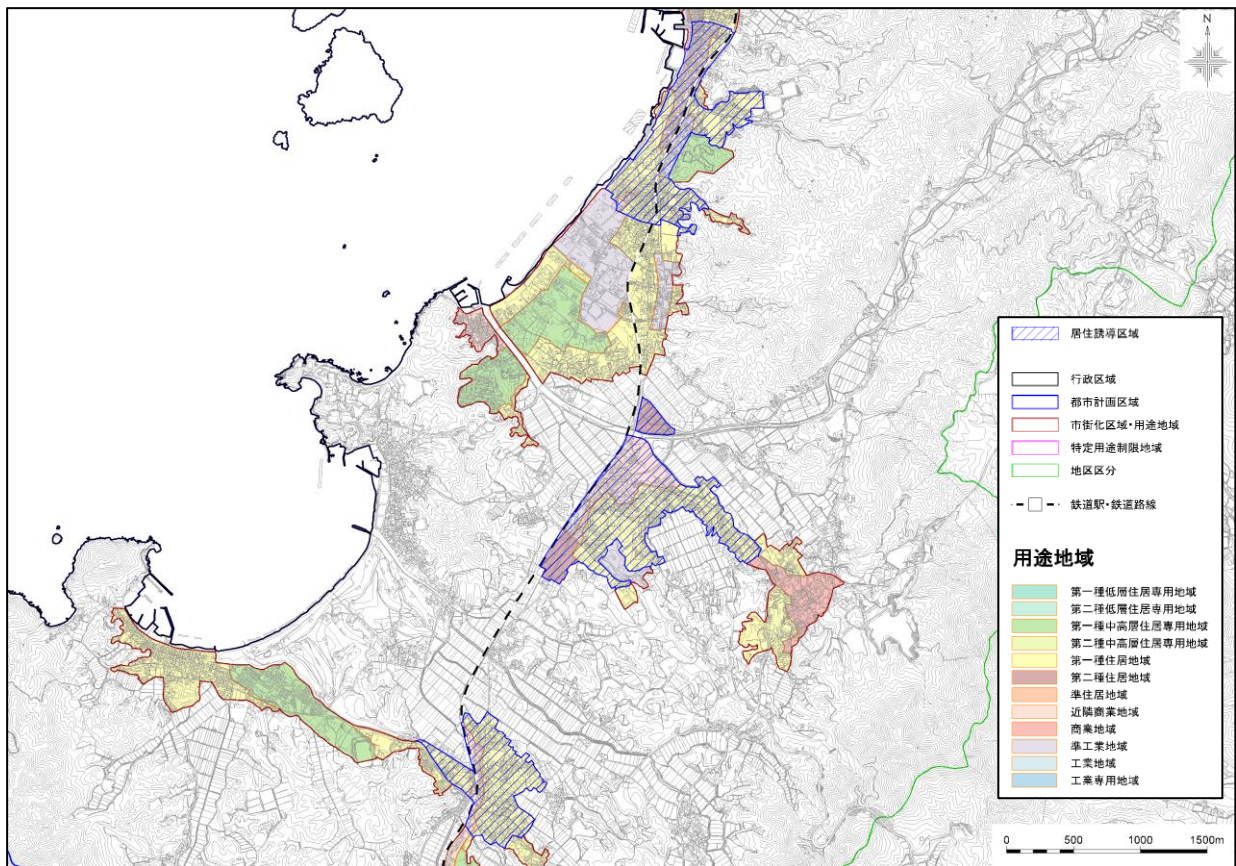 N
居住誘導区域
行政区域
都市計画区域
市街化区域・用途地域
特定用途制限地域
地区区分
鉄道駅・鉄道路線
用途地域
第一種低層住居専用地域
第二種低層住居専用地域
第一種中高層住居専用地域
第二種中高層住居専用地域
第一種住居地域
第二種住居地域
準住居地域
近隣商業地域
商業地域
準工業地域
工業地域
工業専用地域
0 500 1000 1500m